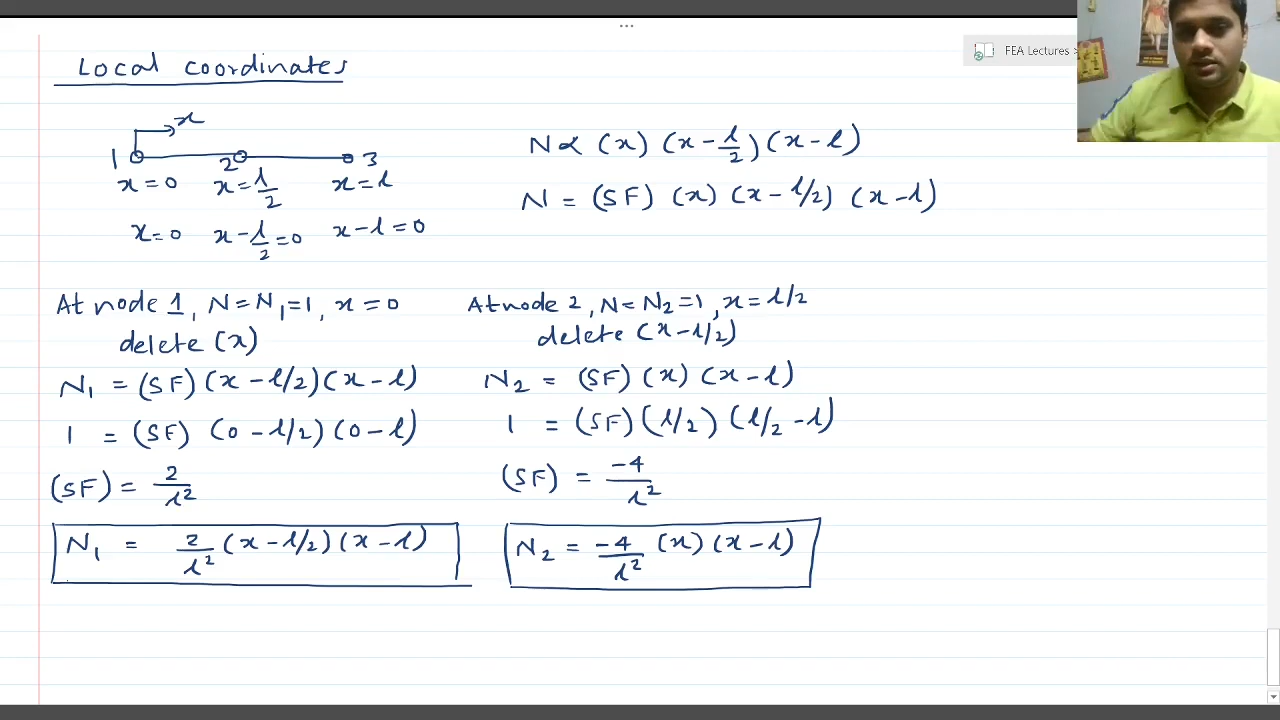 FEA Lectures >
Local coordinates
x
1 2 3
x = 0 x = l/2 x = l
x = 0 x - l/2 = 0 x - l = 0
N ∝ (x) (x - l/2) (x - l)
N = (SF) (x) (x - l/2) (x - l)
At node 1, N = N₁ = 1, x = 0
delete (x)
N₁ = (SF) (x - l/2) (x - l)
1 = (SF) (0 - l/2) (0 - l)
(SF) = 2/l²
N₁ = 2/l² (x - l/2) (x - l)
At node 2, N = N₂ = 1, x = l/2
delete (x - l/2)
N₂ = (SF) (x) (x - l)
1 = (SF) (l/2) (l/2 - l)
(SF) = -4/l²
N₂ = -4/l² (x) (x - l)